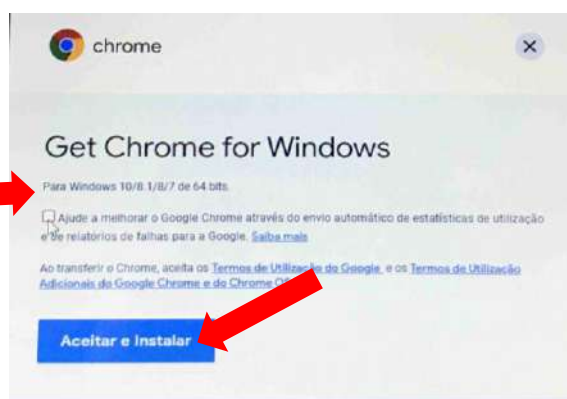 chrome
Get Chrome for Windows
Para Windows 10/8.1/8/7 de 64 bits.
Ajude a melhorar o Google Chrome através do envio automático de estatísticas de utilização
e de relatórios de falhas para a Google. Saiba mais
Ao transferir o Chrome, aceita os Termos de Utilização do Google, e os Termos de Utilização
Adicionais do Google Chrome e do Chrome OS
Aceitar e Instalar